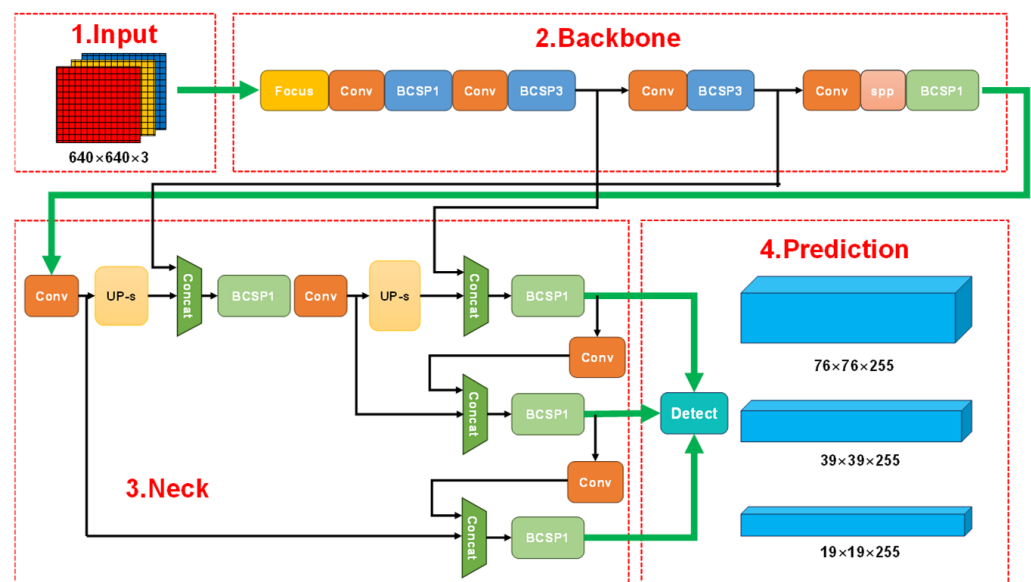 1.Input
640×640×3
2.Backbone
Focus
Conv
BCSP1
Conv
BCSP3
Conv
BCSP3
Conv
spp
BCSP1
3.Neck
Conv
UP-s
Concat
BCSP1
Conv
UP-s
Concat
BCSP1
Conv
Concat
BCSP1
Conv
Concat
BCSP1
4.Prediction
Detect
76×76×255
39×39×255
19×19×255